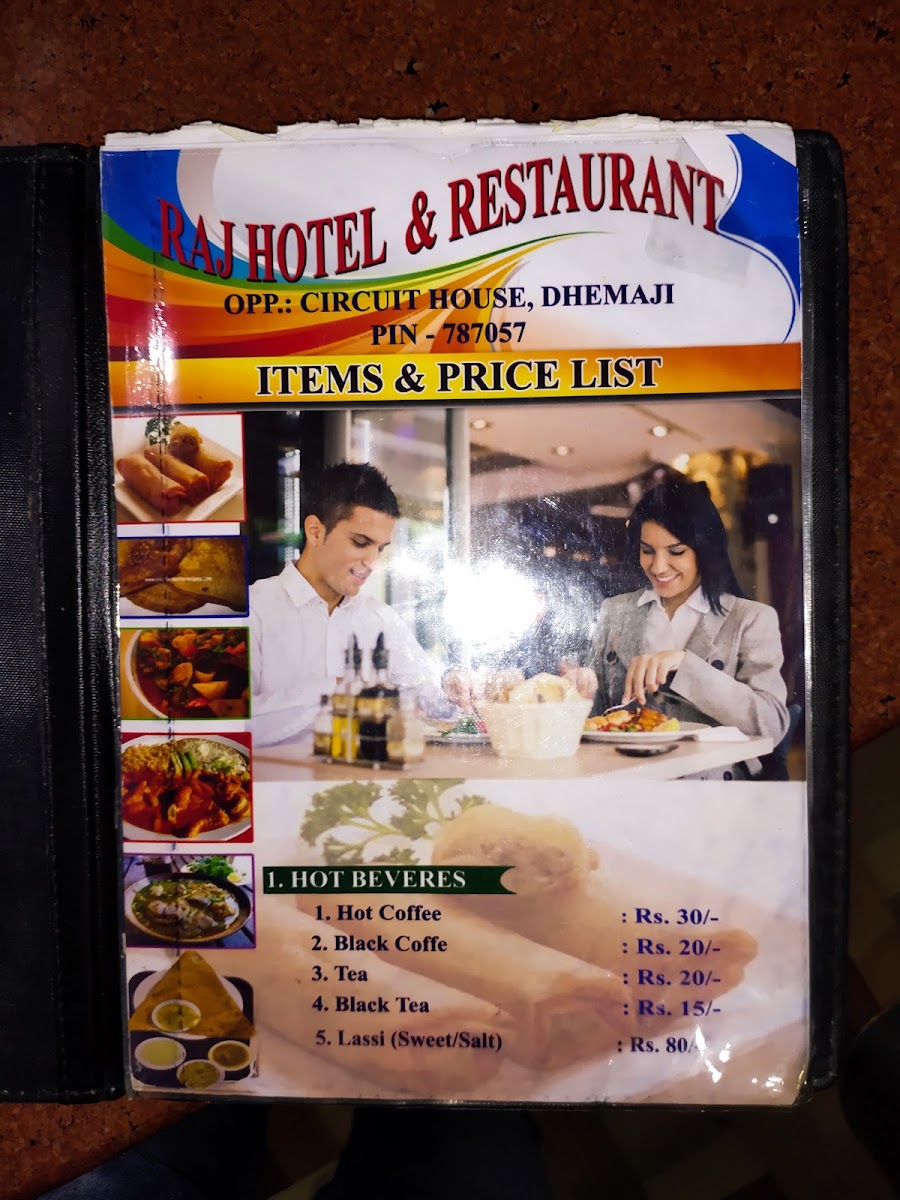 RAJ HOTEL & RESTAURANT
OPP.: CIRCUIT HOUSE, DHEMAJI
PIN - 787057
ITEMS & PRICE LIST
1. HOT BEVERES
1. Hot Coffee : Rs. 30/-
2. Black Coffe : Rs. 20/-
3. Tea : Rs. 20/-
4. Black Tea : Rs. 15/-
5. Lassi (Sweet/Salt) : Rs. 80/-